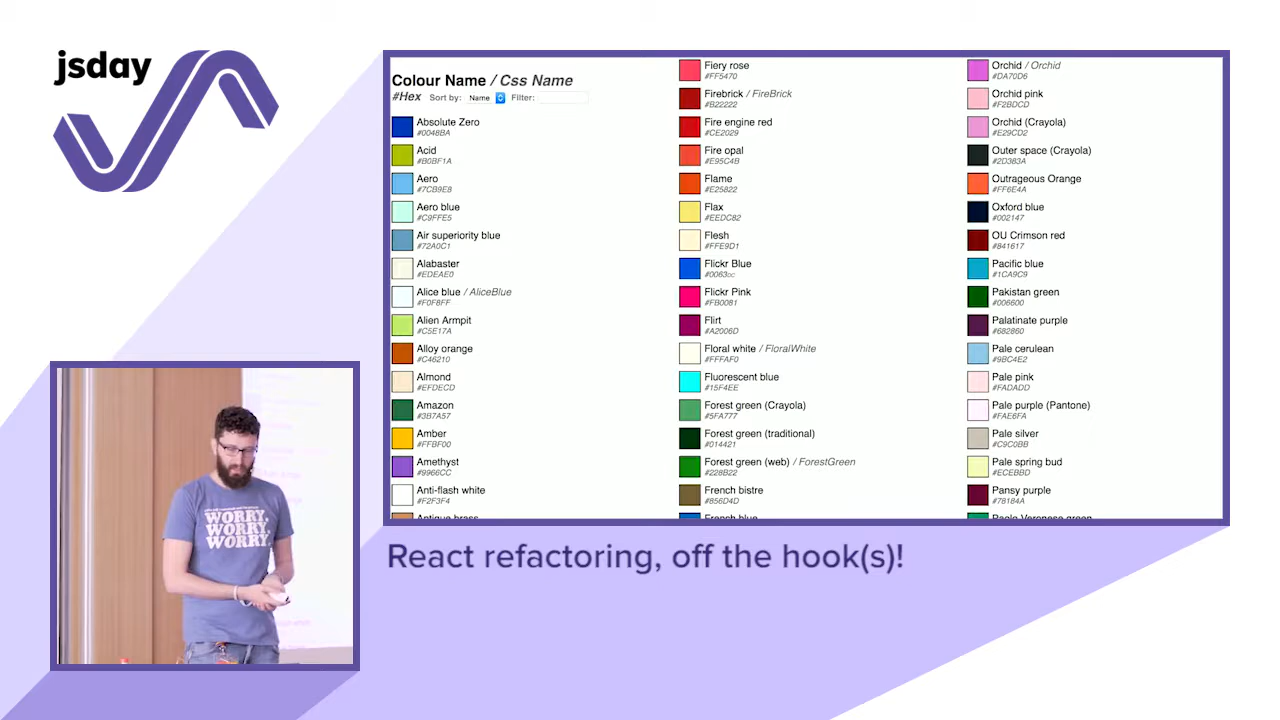 jsday
Colour Name / Css Name
#Hex Sort by: Name Filter:
Absolute Zero
#0048BA
Acid
#B0BF1A
Aero
#7CB9E8
Aero blue
#C9FFE5
Air superiority blue
#72A0C1
Alabaster
#EDEAE0
Alice blue / AliceBlue
#F0F8FF
Alien Armpit
#C5E17A
Alloy orange
#C46210
Almond
#EFDECD
Amazon
#3B7A57
Amber
#FFBF00
Amethyst
#9966CC
Anti-flash white
#F2F3F4
Antique brass
Fiery rose
#FF5470
Firebrick / FireBrick
#B22222
Fire engine red
#CE2029
Fire opal
#E95C4B
Flame
#E25822
Flax
#EEDC82
Flesh
#FFE9D1
Flickr Blue
#0063dc
Flickr Pink
#FB0081
Flirt
#A2006D
Floral white / FloralWhite
#FFFAF0
Fluorescent blue
#15F4EE
Forest green (Crayola)
#5FA777
Forest green (traditional)
#014421
Forest green (web) / ForestGreen
#228B22
French bistre
#856D4D
French blue
Orchid / Orchid
#DA70D6
Orchid pink
#F2BDCD
Orchid (Crayola)
#E29CD2
Outer space (Crayola)
#2D383A
Outrageous Orange
#FF6E4A
Oxford blue
#002147
OU Crimson red
#841617
Pacific blue
#1CA9C9
Pakistan green
#006600
Palatinate purple
#682860
Pale cerulean
#9BC4E2
Pale pink
#FADADD
Pale purple (Pantone)
#FAE6FA
Pale silver
#C9C0BB
Pale spring bud
#ECEBBD
Pansy purple
#78184A
Paolo Veronese green
WORRY.
WORRY.
WORRY.
React refactoring, off the hook(s)!